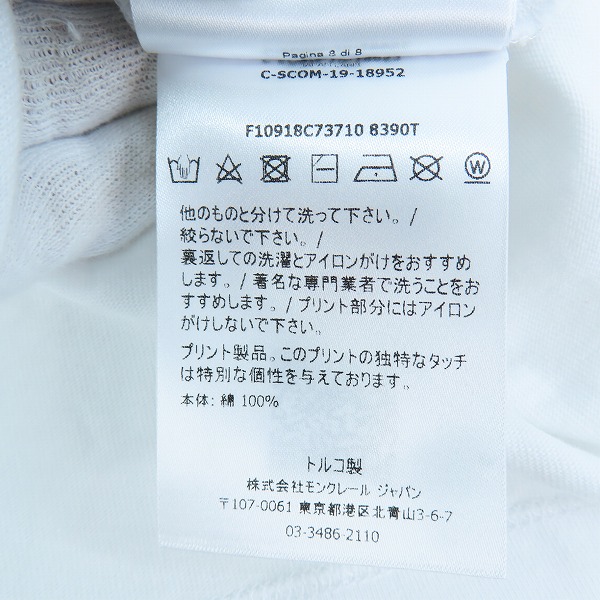 Pagina 8 di 8
C-SCOM-19-18952
F10918C73710 8390T
W
他のものと分けて洗って下さい。/
絞らないで下さい。/
裏返しての洗濯とアイロンがけをおすすめ
します。/ 著名な専門業者で洗うことをお
すすめします。/ プリント部分にはアイロン
がけしないで下さい。
プリント製品。このプリントの独特なタッチ
は特別な個性を与えております。
本体: 綿 100%
トルコ製
株式会社モンクレール ジャパン
〒107-0061 東京都港区北青山3-6-7
03-3486-2110